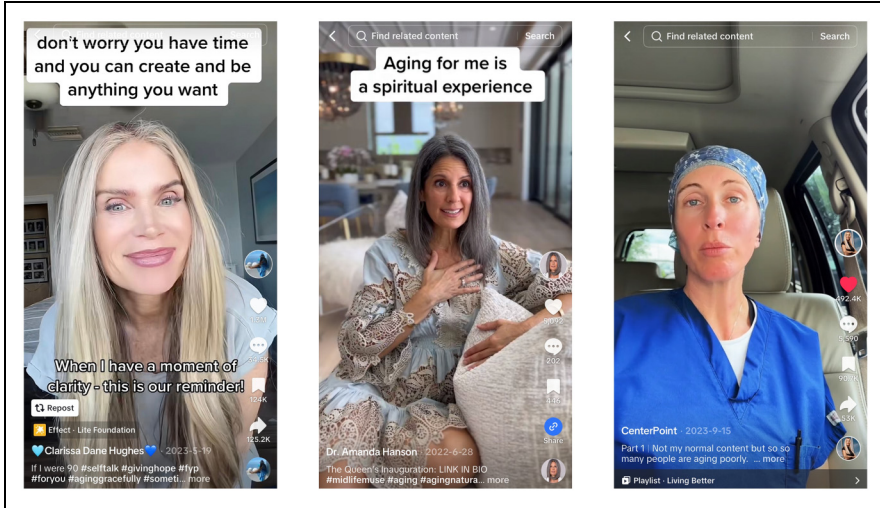 don't worry you have time
and you can create and be
anything you want
When I have a moment of
clarity - this is our reminder!
Repost
Effect · Lite Foundation
124K
125.2K
🩵Clarissa Dane Hughes💙 · 2023-5-19
If I were 90 #selftalk #givinghope #fyp
#foryou #aginggracefully #someti... more
Find related content
Search
Aging for me is
a spiritual experience
202
Share
Dr. Amanda Hanson · 2022-6-28
The Queen's Inauguration: LINK IN BIO
#midlifemuse #aging #agingnatura... more
Find related content
Search
492.4K
CenterPoint · 2023-9-15
Part 1 | Not my normal content but so so
many people are aging poorly. ... more
Playlist · Living Better